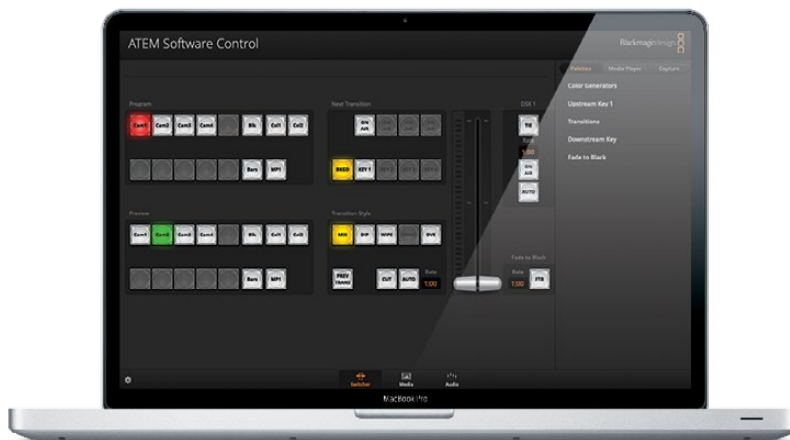 ATEM Software Control
Blackmagicdesign
Palettes Media Player Capture
Color Generators
Upstream Key 1
Transitions
Downstream Key
Fade to Black
Program
Cam1 Cam2 Cam3 Cam4 Blk Col1 Col2
Bars MP1
Next Transition
ON AIR
BKGD KEY 1
DSK 1
TIE
Rate
1:00
ON AIR
AUTO
Preview
Cam1 Cam2 Cam3 Cam4 Blk Col1 Col2
Bars MP1
Transition Style
MIX DIP WIPE DVE
PREV TRANS CUT AUTO Rate 1:00
Fade to Black
Rate
1:00 FTB
Switcher Media Audio
MacBook Pro